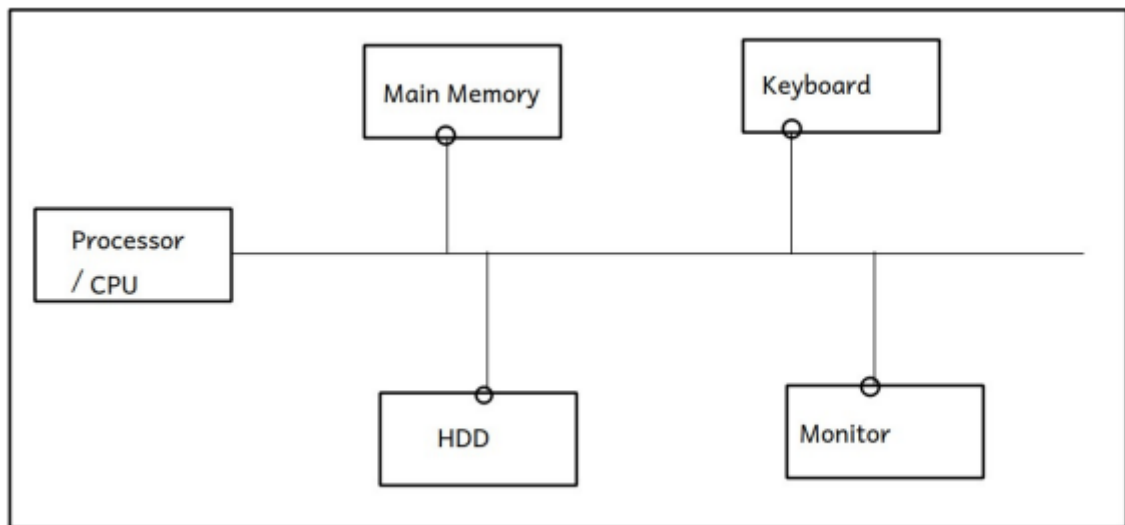 Main Memory
Keyboard
Processor
/ CPU
HDD
Monitor